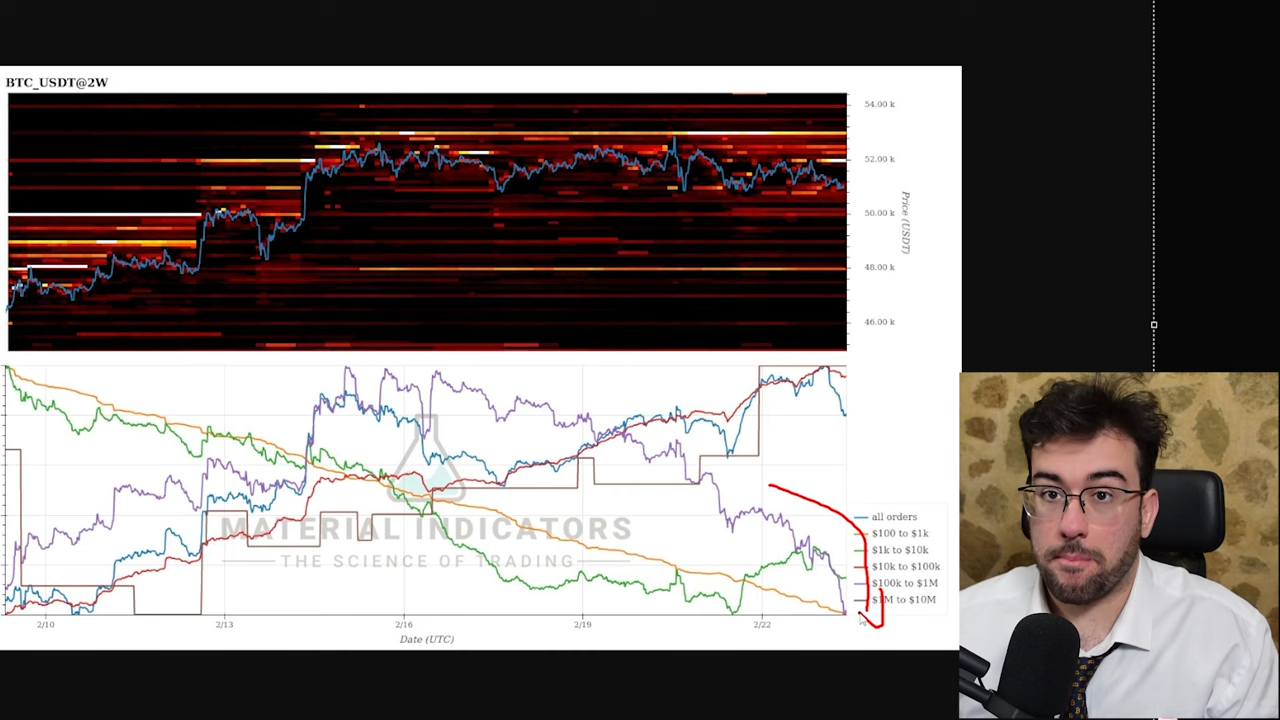 BTC_USDT@2W
54.00 k
52.00 k
50.00 k
48.00 k
46.00 k
Price (USDT)
all orders
$100 to $1k
$1k to $10k
$10k to $100k
$100k to $1M
$1M to $10M
MATERIAL INDICATORS
THE SCIENCE OF TRADING
2/10
2/13
2/16
2/19
2/22
Date (UTC)